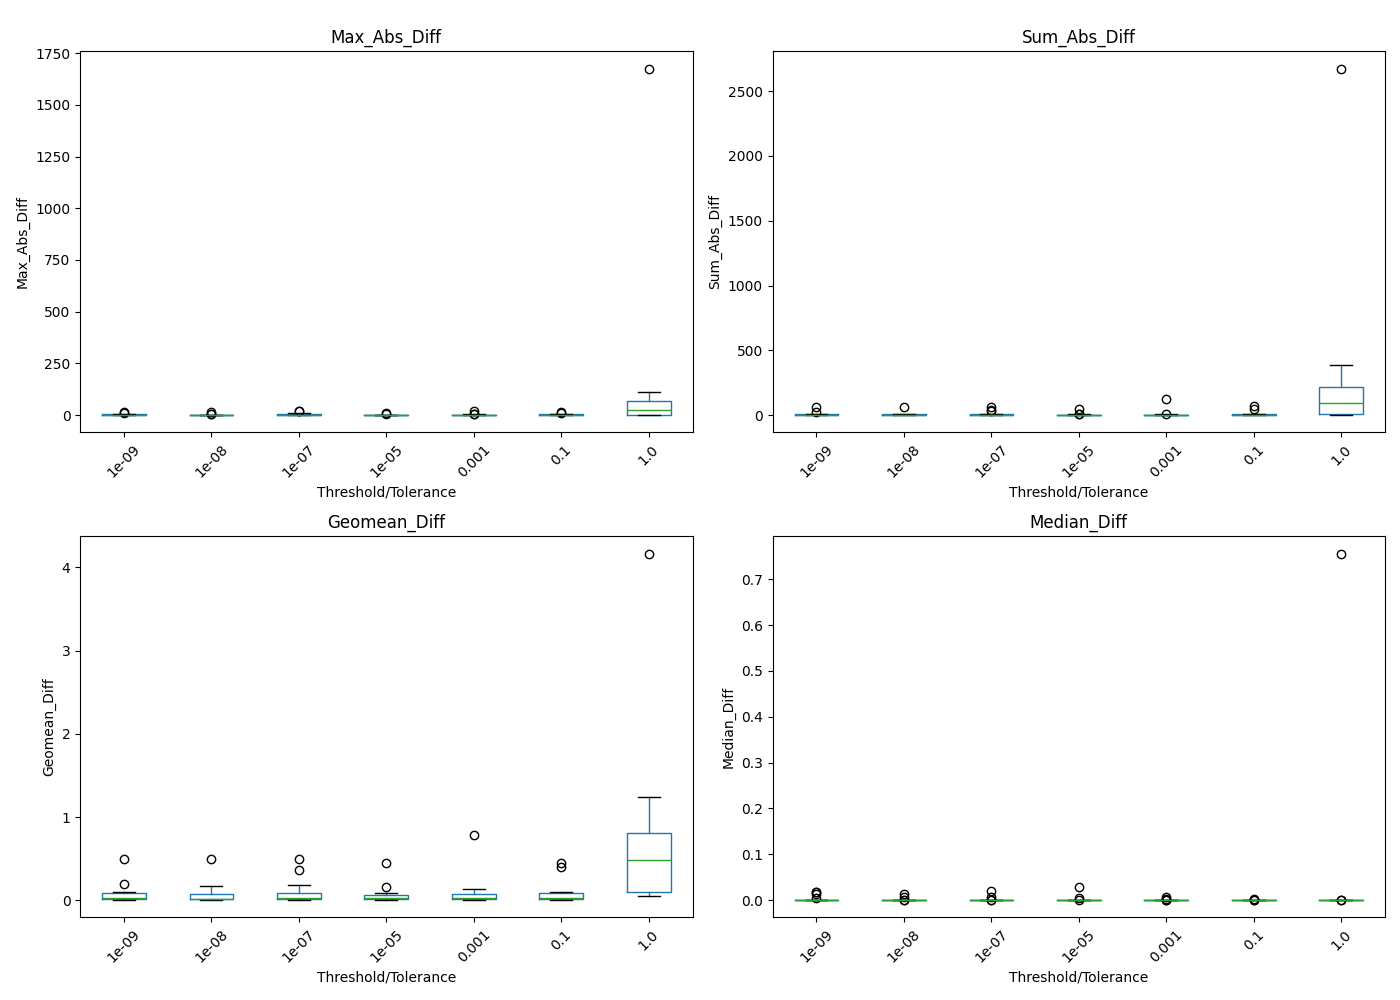 Max_Abs_Diff
Max_Abs_Diff
1750
1500
1250
1000
750
500
250
0
1e-09 1e-08 1e-07 1e-05 0.001 0.1 1.0
Threshold/Tolerance
Sum_Abs_Diff
Sum_Abs_Diff
2500
2000
1500
1000
500
0
1e-09 1e-08 1e-07 1e-05 0.001 0.1 1.0
Threshold/Tolerance
Geomean_Diff
Geomean_Diff
4
3
2
1
0
1e-09 1e-08 1e-07 1e-05 0.001 0.1 1.0
Threshold/Tolerance
Median_Diff
Median_Diff
0.7
0.6
0.5
0.4
0.3
0.2
0.1
0.0
1e-09 1e-08 1e-07 1e-05 0.001 0.1 1.0
Threshold/Tolerance